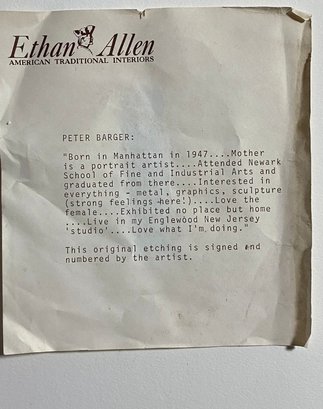 Ethan Allen
AMERICAN TRADITIONAL INTERIORS
PETER BARGER:
"Born in Manhattan in 1947....Mother
is a portrait artist....Attended Newark
School of Fine and Industrial Arts and
graduated from there....Interested in
everything - metal, graphics, sculpture
(strong feelings here!)....Love the
female....Exhibited no place but home
....Live in my Englewood New Jersey
'studio'....Love what I'm doing."
This original etching is signed and
numbered by the artist.